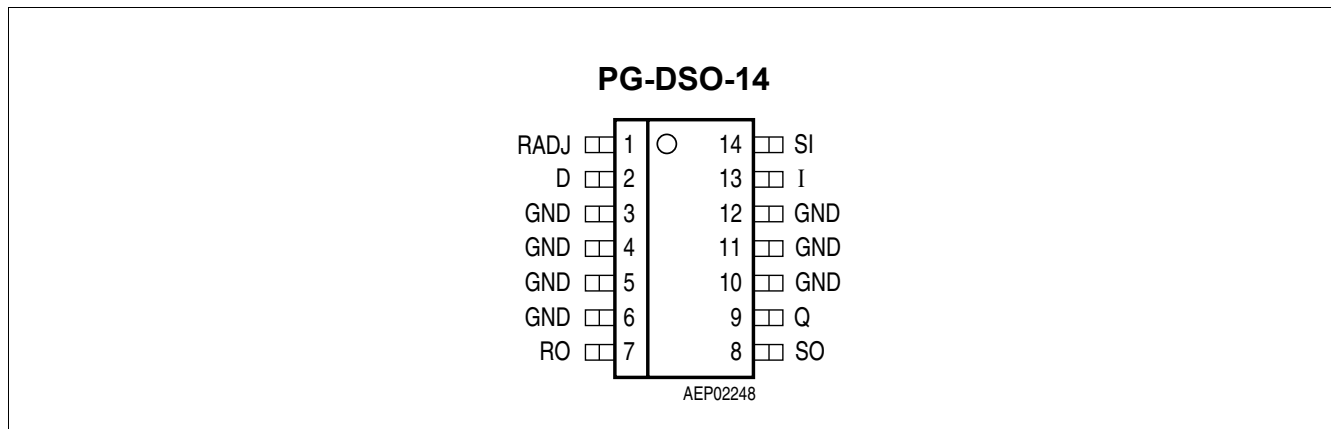 PG-DSO-14
RADJ 1 14 SI
D 2 13 I
GND 3 12 GND
GND 4 11 GND
GND 5 10 GND
GND 6 9 Q
RO 7 8 SO
AEP02248